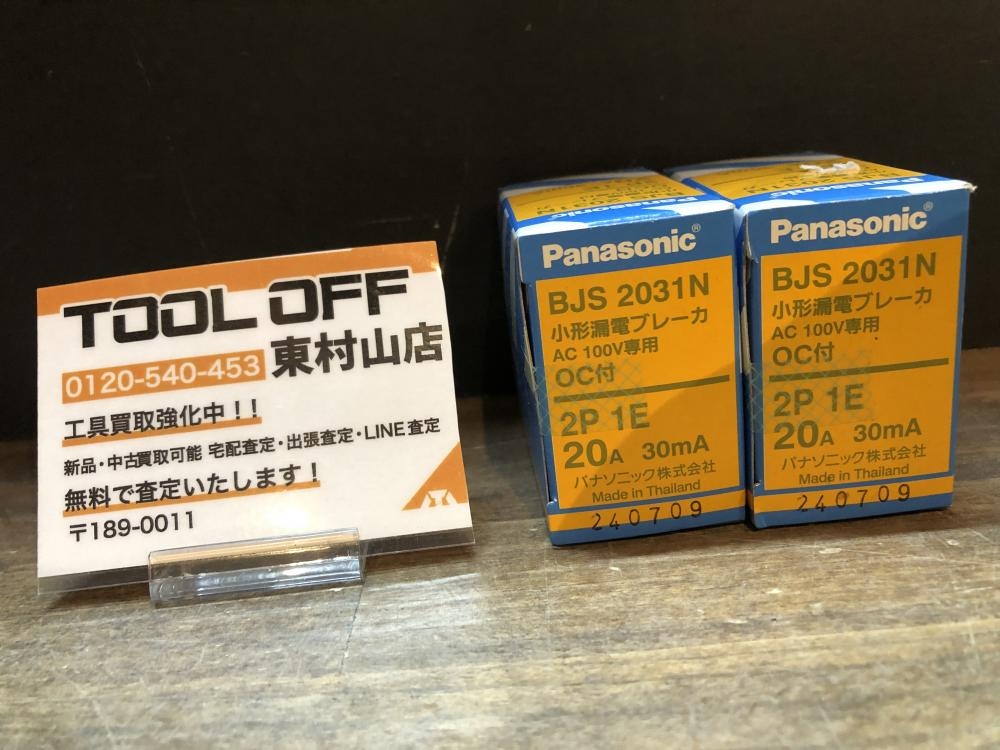 TOOL OFF
0120-540-453 東村山店
工具買取強化中!!
新品・中古買取可能 宅配査定・出張査定・LINE査定
無料で査定いたします!
〒189-0011
Panasonic
Panasonic®
BJS 2031N
小形漏電ブレーカ
AC 100V専用
OC付
2P 1E
20A 30mA
パナソニック株式会社
Made in Thailand
240709
Panasonic
Panasonic®
BJS 2031N
小形漏電ブレーカ
AC 100V専用
OC付
2P 1E
20A 30mA
パナソニック株式会社
Made in Thailand
240709